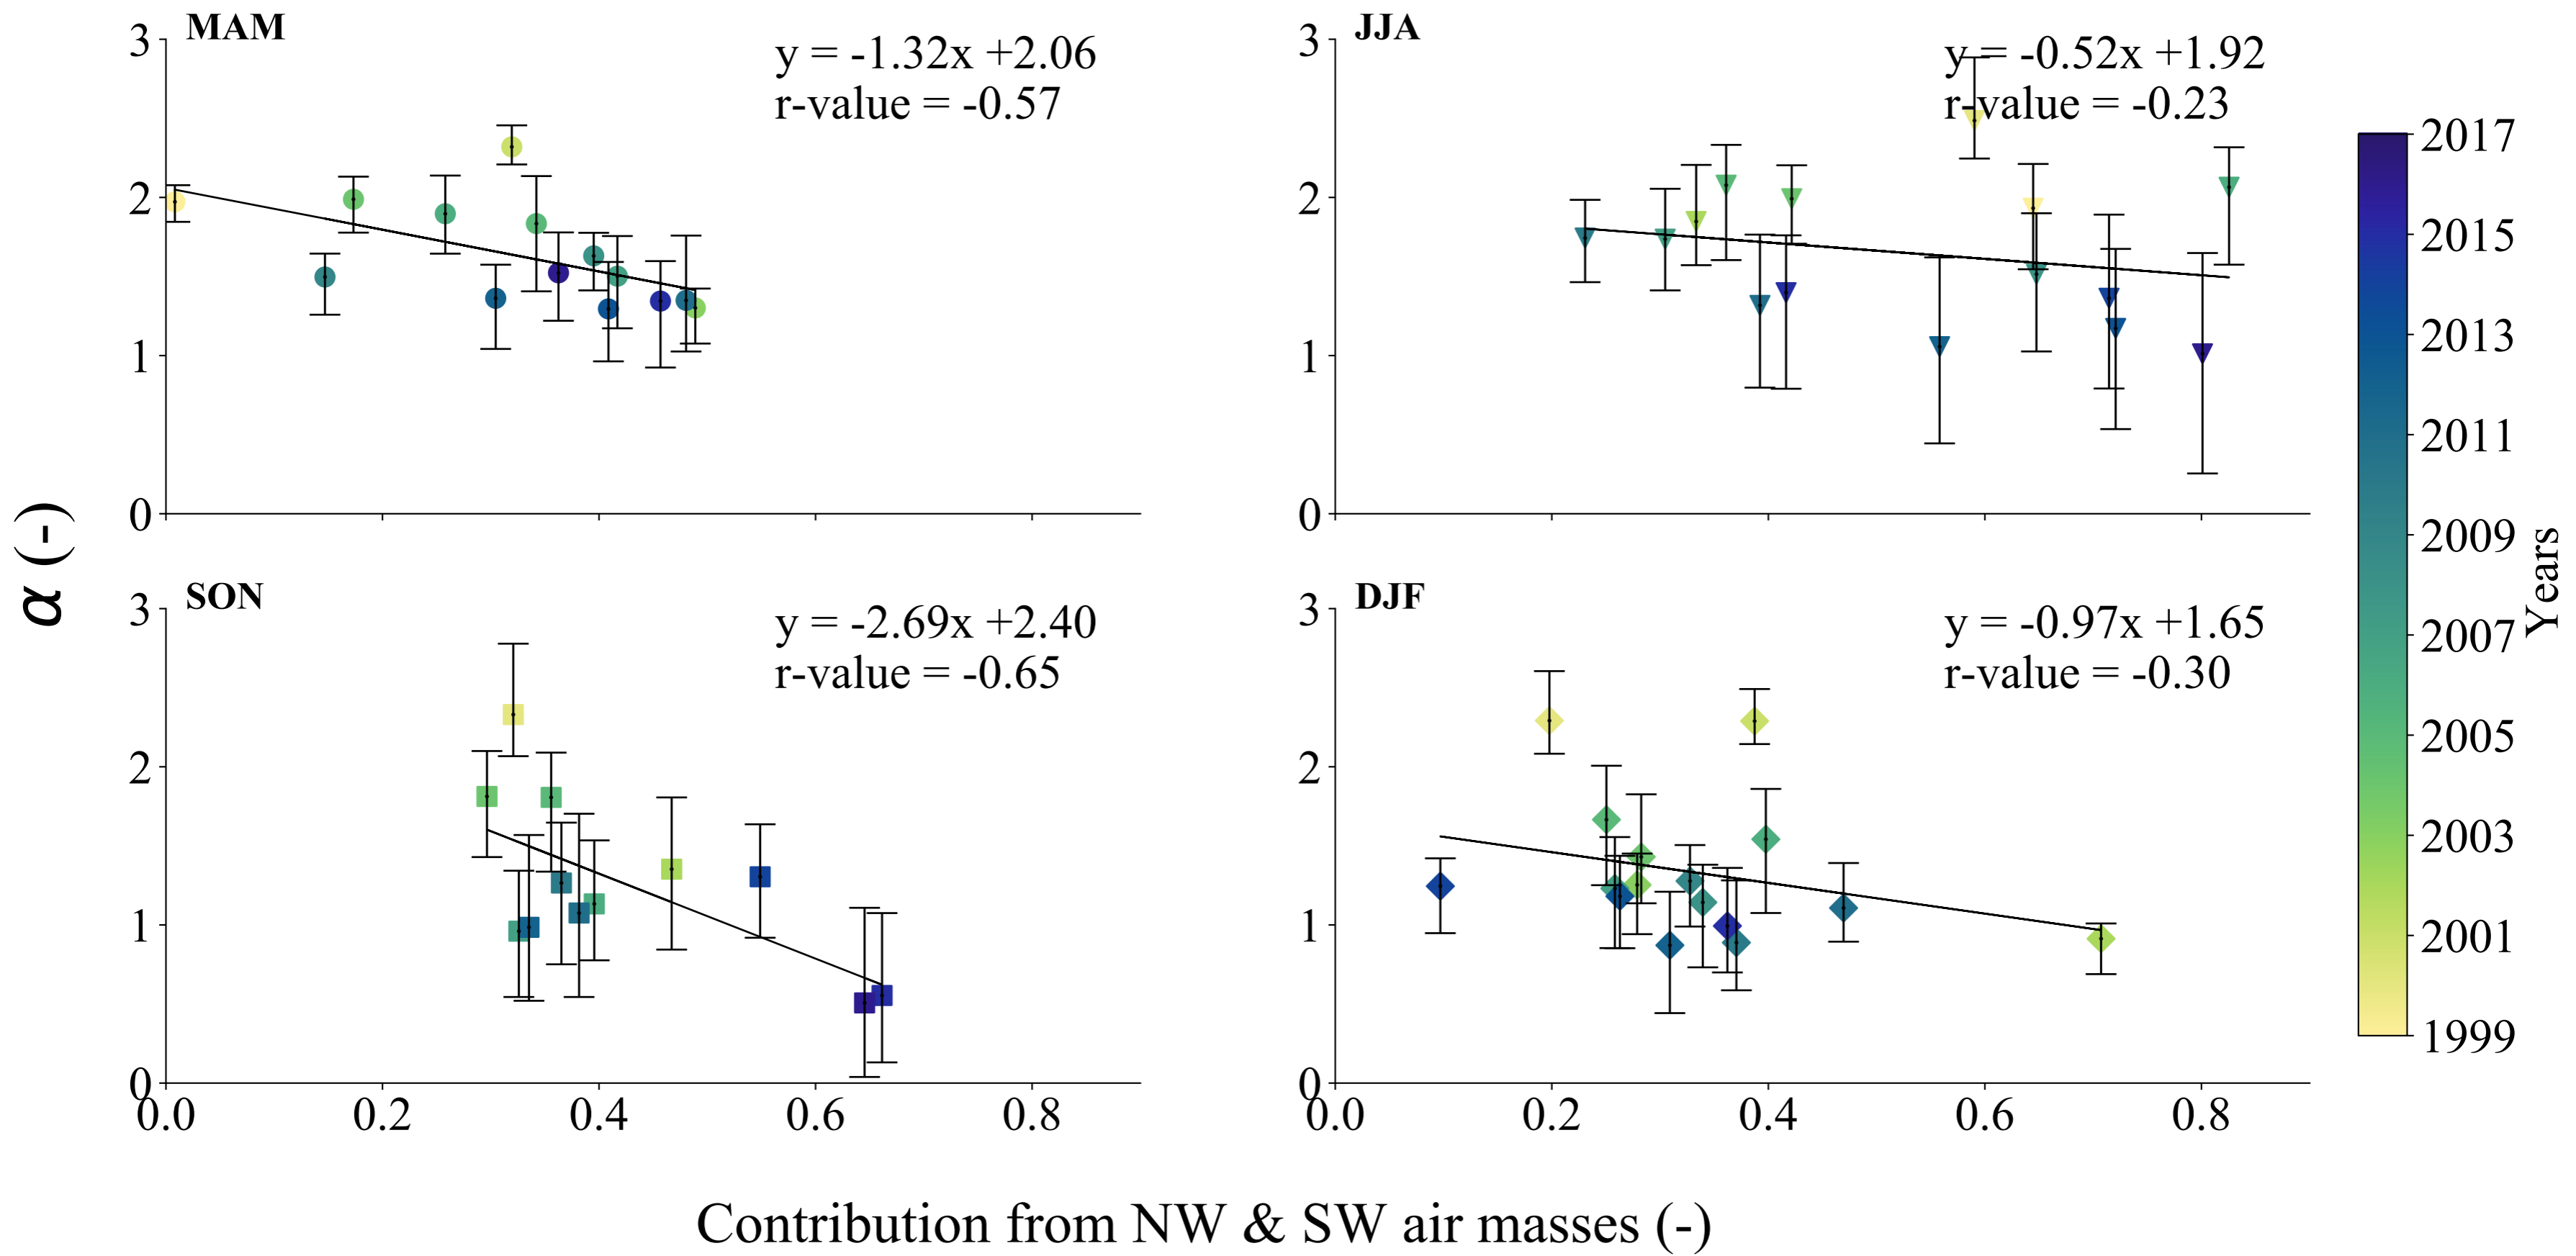 MAM
y = -1.32x +2.06
r-value = -0.57
3
2
1
0
JJA
y = -0.52x +1.92
r-value = -0.23
3
2
1
0
α (-)
SON
y = -2.69x +2.40
r-value = -0.65
3
2
1
0
0.0 0.2 0.4 0.6 0.8
DJF
y = -0.97x +1.65
r-value = -0.30
3
2
1
0
0.0 0.2 0.4 0.6 0.8
Contribution from NW & SW air masses (-)
2017
2015
2013
2011
2009
2007
2005
2003
2001
1999
Years